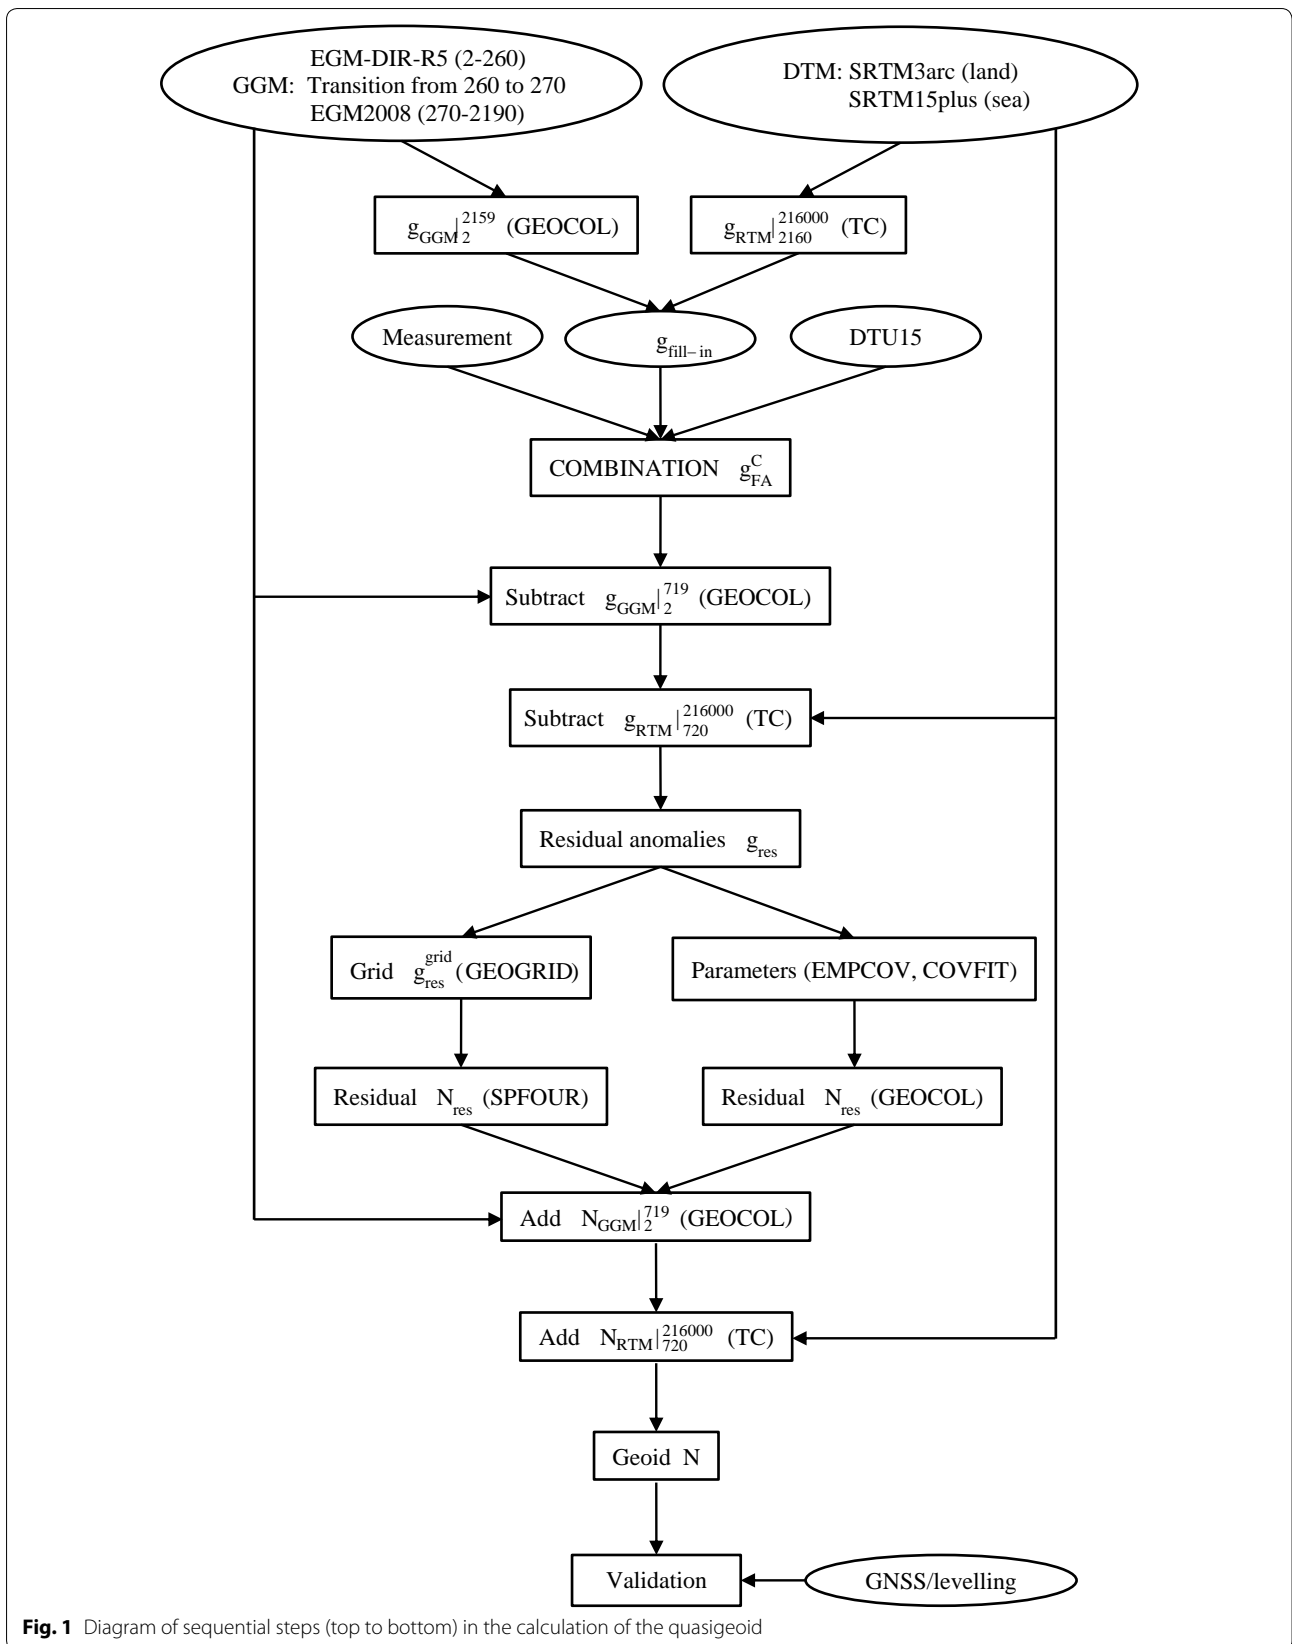 EGM-DIR-R5 (2-260)
GGM: Transition from 260 to 270
EGM2008 (270-2190)
DTM: SRTM3arc (land)
SRTM15plus (sea)
g_GGM|_2^2159 (GEOCOL)
g_RTM|_2160^216000 (TC)
Measurement
g_fill-in
DTU15
COMBINATION g_FA^C
Subtract g_GGM|_2^719 (GEOCOL)
Subtract g_RTM|_720^216000 (TC)
Residual anomalies g_res
Grid g_res^grid (GEOGRID)
Parameters (EMPCOV, COVFIT)
Residual N_res (SPFOUR)
Residual N_res (GEOCOL)
Add N_GGM|_2^719 (GEOCOL)
Add N_RTM|_720^216000 (TC)
Geoid N
Validation
GNSS/levelling
Fig. 1 Diagram of sequential steps (top to bottom) in the calculation of the quasigeoid